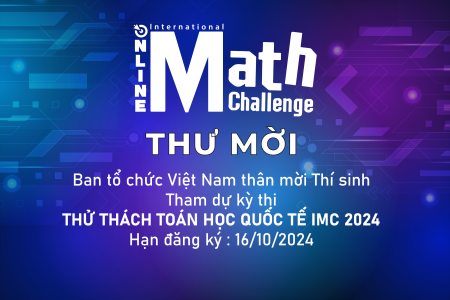 International
ONLINE
Math
Challenge
THƯ MỜI
Ban tổ chức Việt Nam thân mời Thí sinh
Tham dự kỳ thi
THỬ THÁCH TOÁN HỌC QUỐC TẾ IMC 2024
Hạn đăng ký : 16/10/2024